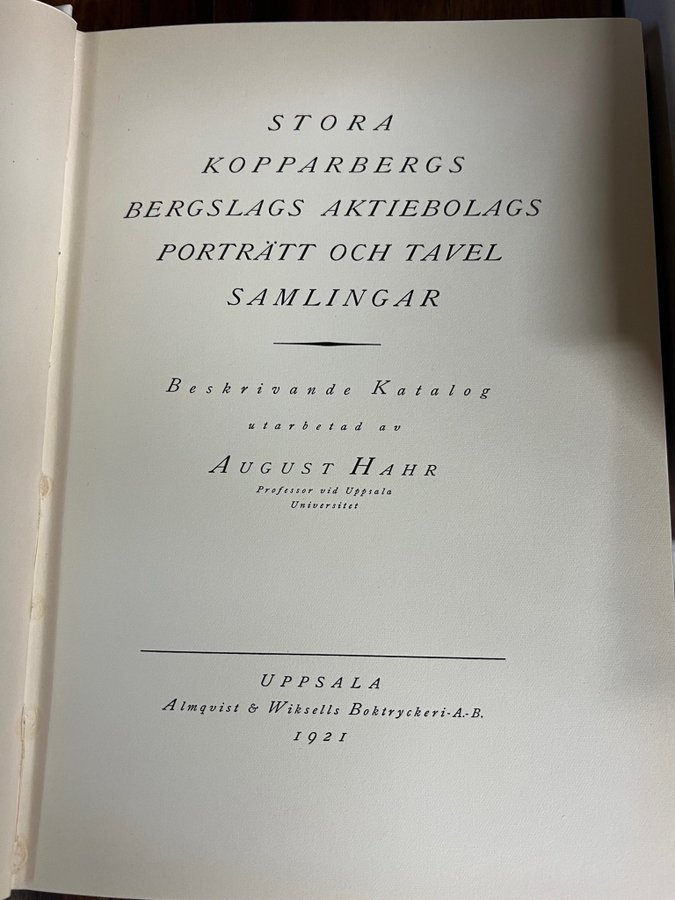 STORA
KOPPARBERGS
BERGSLAGS AKTIEBOLAGS
PORTRÄTT OCH TAVEL
SAMLINGAR
Beskrivande Katalog
utarbetad av
AUGUST HAHR
Professor vid Uppsala
Universitet
UPPSALA
Almqvist & Wiksells Boktryckeri-A.-B.
1921